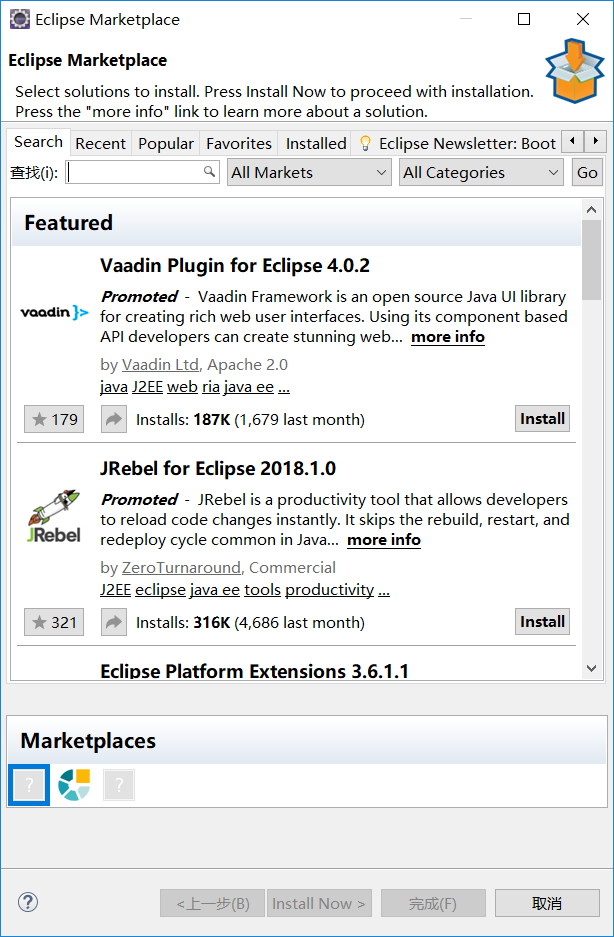 Eclipse Marketplace
Eclipse Marketplace
Select solutions to install. Press Install Now to proceed with installation.
Press the "more info" link to learn more about a solution.
Search Recent Popular Favorites Installed Eclipse Newsletter: Boot
查找(i): All Markets All Categories Go
Featured
Vaadin Plugin for Eclipse 4.0.2
Promoted - Vaadin Framework is an open source Java UI library
vaadin}>
for creating rich web user interfaces. Using its component based
API developers can create stunning web... more info
by Vaadin Ltd, Apache 2.0
java J2EE web ria java ee ...
179 Installs: 187K (1,679 last month) Install
JRebel for Eclipse 2018.1.0
Promoted - JRebel is a productivity tool that allows developers
to reload code changes instantly. It skips the rebuild, restart, and
JRebel
redeploy cycle common in Java... more info
by ZeroTurnaround, Commercial
J2EE eclipse java ee tools productivity ...
321 Installs: 316K (4,686 last month) Install
Eclipse Platform Extensions 3.6.1.1
Marketplaces
? ?
? <上一步(B) Install Now > 完成(F) 取消